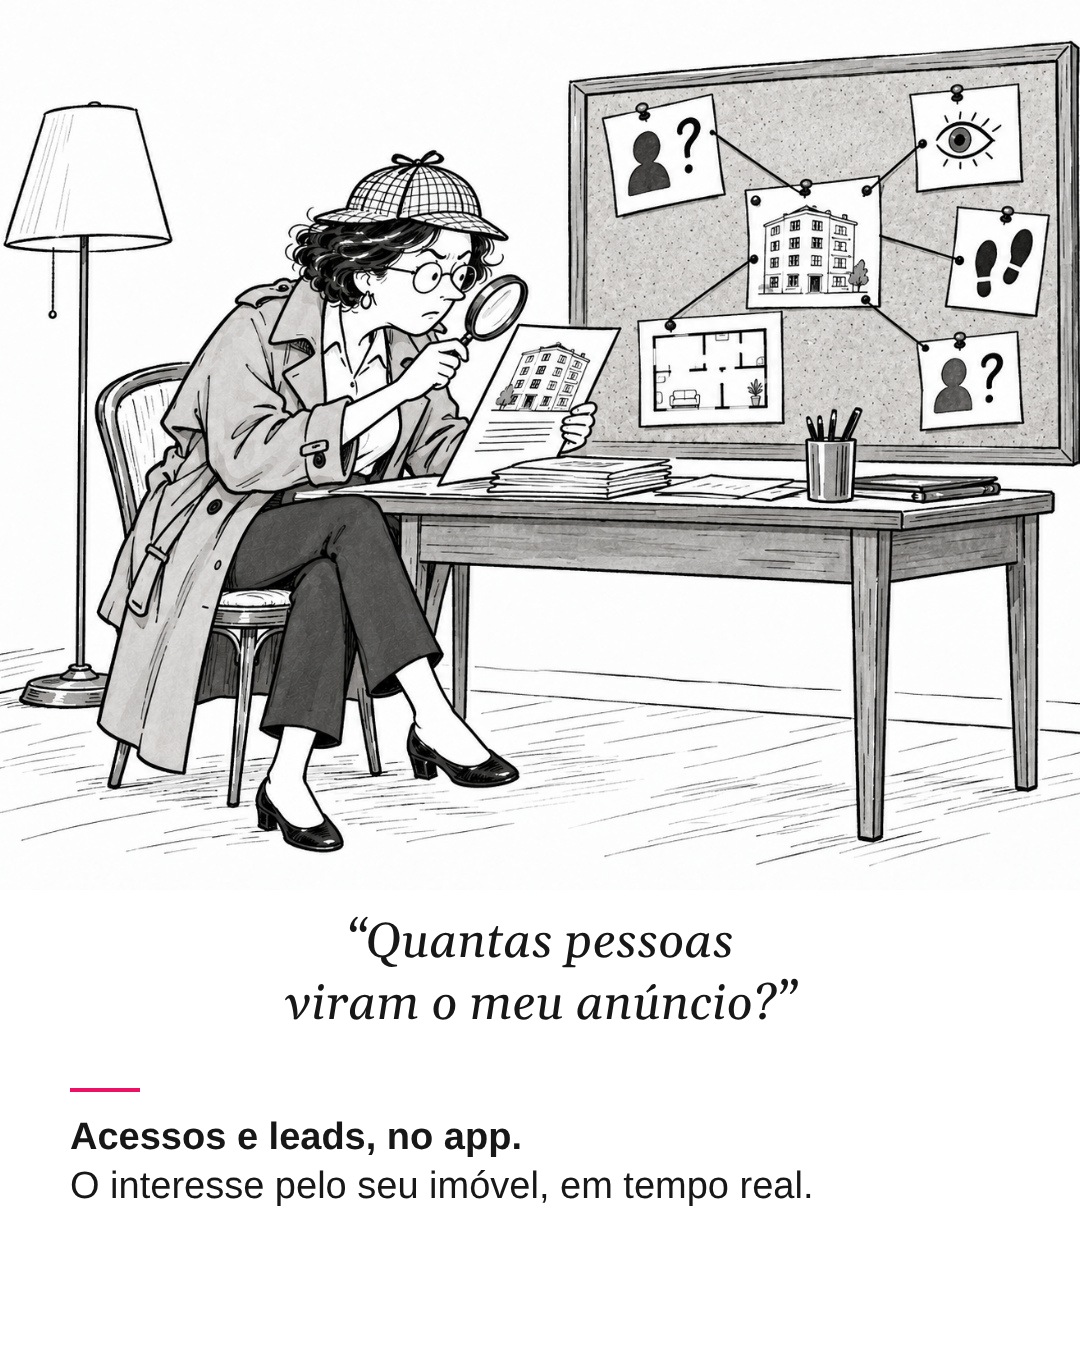 ?
?
“Quantas pessoas
viram o meu anúncio?”
Acessos e leads, no app.
O interesse pelo seu imóvel, em tempo real.